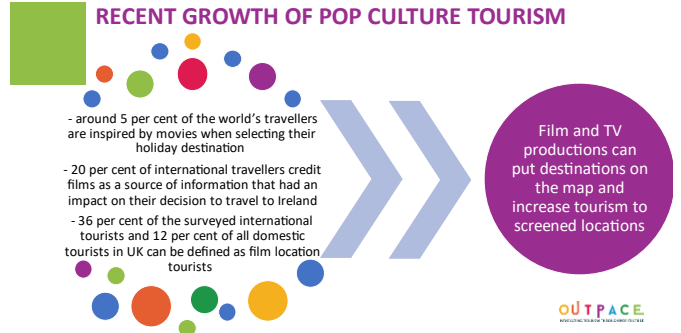 RECENT GROWTH OF POP CULTURE TOURISM
- around 5 per cent of the world's travellers
are inspired by movies when selecting their
holiday destination
- 20 per cent of international travellers credit
films as a source of information that had an
impact on their decision to travel to Ireland
- 36 per cent of the surveyed international
tourists and 12 per cent of all domestic
tourists in UK can be defined as film location
tourists
Film and TV
productions can
put destinations on
the map and
increase tourism to
screened locations
OUTPACE